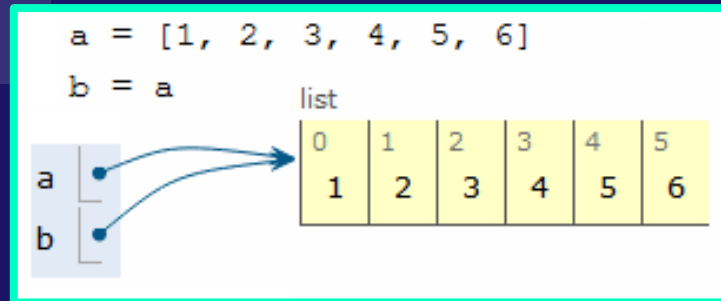 a = [1, 2, 3, 4, 5, 6]
b = a
list
0 1 2 3 4 5
1 2 3 4 5 6
a
b